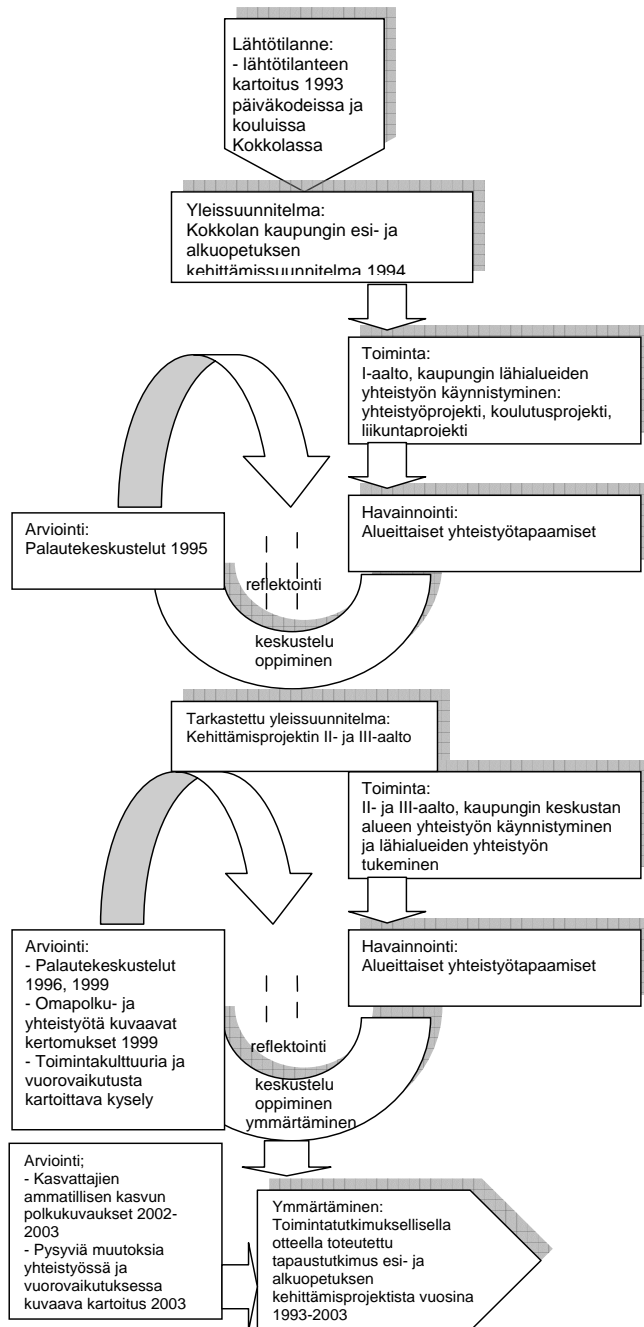 Lähtötilanne:
- lähtötilanteen
kartoitus 1993
päiväkodeissa ja
kouluissa
Kokkolassa
Yleissuunnitelma:
Kokkolan kaupungin esi- ja
alkuopetuksen
kehittämissuunnitelma 1994
Toiminta:
I-aalto, kaupungin lähialueiden
yhteistyön käynnistyminen:
yhteistyöprojekti, koulutusprojekti,
liikuntaprojekti
Havainnointi:
Alueittaiset yhteistyötapaamiset
Arviointi:
Palautekeskustelut 1995
reflektointi
keskustelu
oppiminen
Tarkastettu yleissuunnitelma:
Kehittämisprojektin II- ja III-aalto
Toiminta:
II- ja III-aalto, kaupungin keskustan
alueen yhteistyön käynnistyminen
ja lähialueiden yhteistyön
tukeminen
Havainnointi:
Alueittaiset yhteistyötapaamiset
Arviointi:
- Palautekeskustelut
1996, 1999
- Omapolku- ja
yhteistyötä kuvaavat
kertomukset 1999
- Toimintakulttuuria ja
vuorovaikutusta
kartoittava kysely
reflektointi
keskustelu
oppiminen
ymmärtäminen
Arviointi;
- Kasvattajien
ammatillisen kasvun
polkukuvaukset 2002-
2003
- Pysyviä muutoksia
yhteistyössä ja
vuorovaikutuksessa
kuvaava kartoitus 2003
Ymmärtäminen:
Toimintatutkimuksellisella
otteella toteutettu
tapaustutkimus esi- ja
alkuopetuksen
kehittämisprojektista vuosina
1993-2003